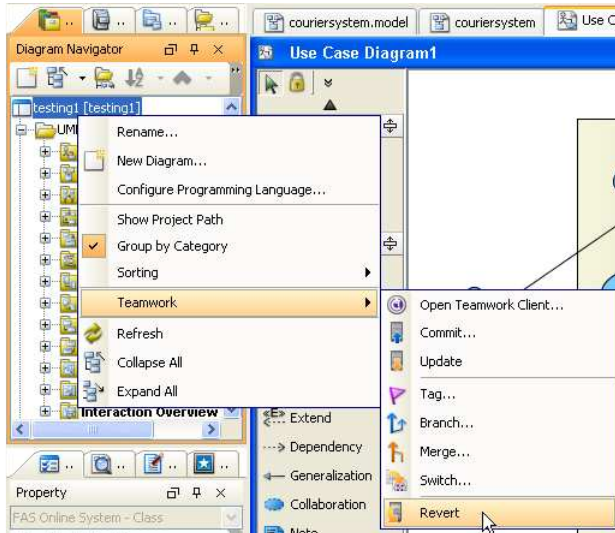 couriersystem.model
couriersystem
Use C
Diagram Navigator
Use Case Diagram1
testing1 [testing1]
UMl
Rename...
New Diagram...
Configure Programming Language...
Show Project Path
Group by Category
Sorting
Teamwork
Refresh
Collapse All
Expand All
Interaction Overview
Open Teamwork Client...
Commit...
Update
Tag...
Branch...
Merge...
Switch...
Revert
<<E>> Extend
Dependency
Generalization
Collaboration
Note
Property
FAS Online System - Class